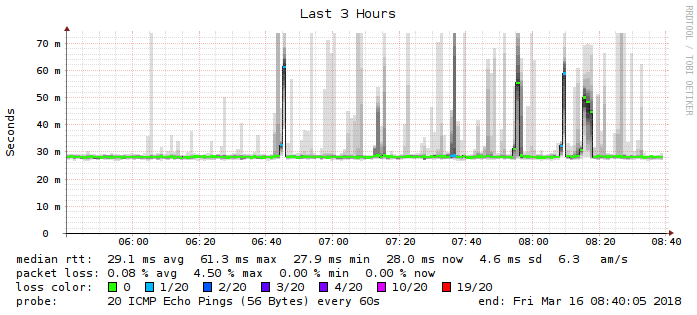 Last 3 Hours
RRDTOOL / TOBI OETIKER
Seconds
70 m
60 m
50 m
40 m
30 m
20 m
10 m
0
06:00 06:20 06:40 07:00 07:20 07:40 08:00 08:20 08:40
median rtt: 29.1 ms avg 61.3 ms max 27.9 ms min 28.0 ms now 4.6 ms sd 6.3 am/s
packet loss: 0.08 % avg 4.50 % max 0.00 % min 0.00 % now
loss color: 0 1/20 2/20 3/20 4/20 10/20 19/20
probe: 20 ICMP Echo Pings (56 Bytes) every 60s end: Fri Mar 16 08:40:05 2018